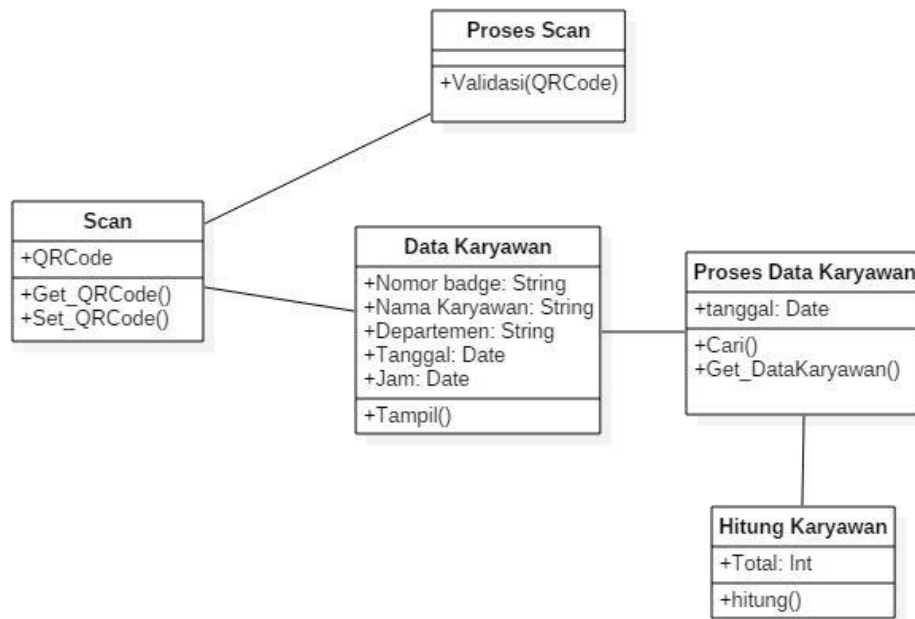 Proses Scan
+Validasi(QRCode)
Scan
+QRCode
+Get_QRCode()
+Set_QRCode()
Data Karyawan
+Nomor badge: String
+Nama Karyawan: String
+Departemen: String
+Tanggal: Date
+Jam: Date
+Tampil()
Proses Data Karyawan
+tanggal: Date
+Cari()
+Get_DataKaryawan()
Hitung Karyawan
+Total: Int
+hitung()